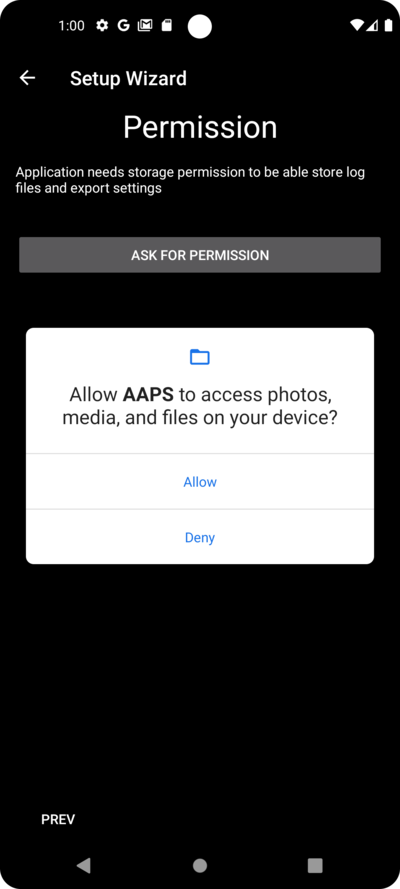 1:00
Setup Wizard
Permission
Application needs storage permission to be able store log
files and export settings
ASK FOR PERMISSION
Allow AAPS to access photos,
media, and files on your device?
Allow
Deny
PREV